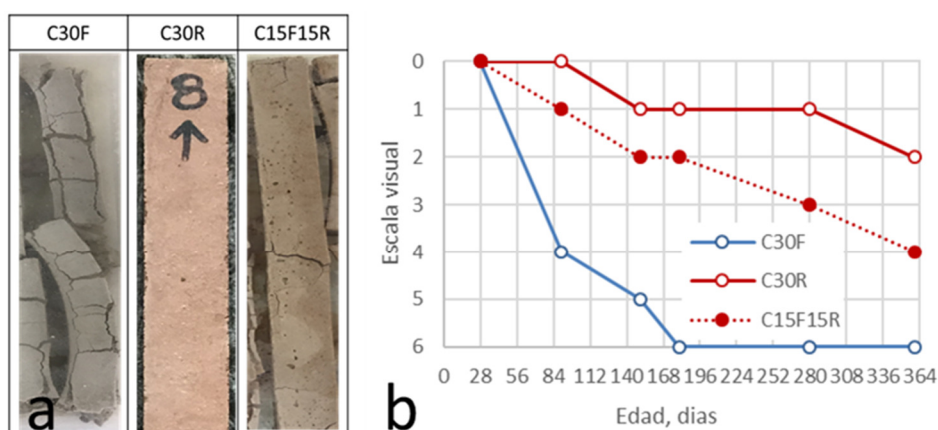 C30F C30R C15F15R
8
a
b
Escala visual
0
1
2
3
4
5
6
0 28 56 84 112 140 168 196 224 252 280 308 336 364
Edad, dias
C30F
C30R
C15F15R